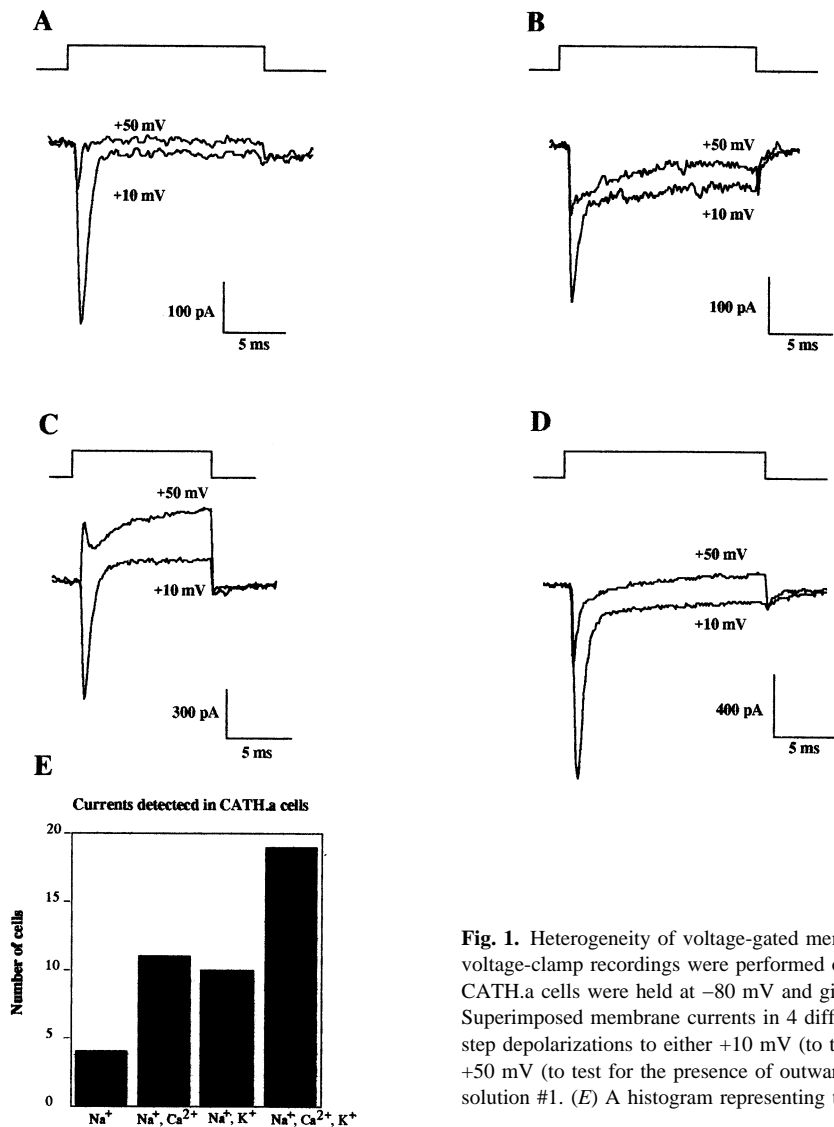 A
+50 mV
+10 mV
100 pA
5 ms
B
+50 mV
+10 mV
100 pA
5 ms
C
+50 mV
+10 mV
300 pA
5 ms
D
+50 mV
+10 mV
400 pA
5 ms
E
Currents detectecd in CATH.a cells
Number of cells
20
15
10
5
0
Na+
Na+, Ca2+
Na+, K+
Na+, Ca2+, K+
Fig. 1. Heterogeneity of voltage-gated mer
voltage-clamp recordings were performed o
CATH.a cells were held at –80 mV and gi
Superimposed membrane currents in 4 diff
step depolarizations to either +10 mV (to t
+50 mV (to test for the presence of outwar
solution #1. (E) A histogram representing t